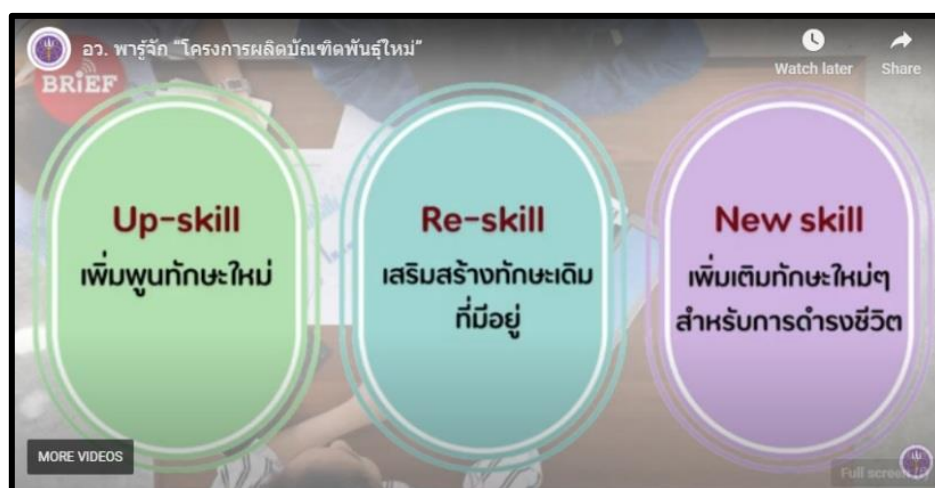 อว. พารู้จัก "โครงการผลิตบัณฑิตพันธุ์ใหม่"
BRiEF
Watch later
Share
Up-skill
เพิ่มพูนทักษะใหม่
Re-skill
เสริมสร้างทักษะเดิม
ที่มีอยู่
New skill
เพิ่มเติมทักษะใหม่ๆ
สำหรับการดำรงชีวิต
MORE VIDEOS
Full screen